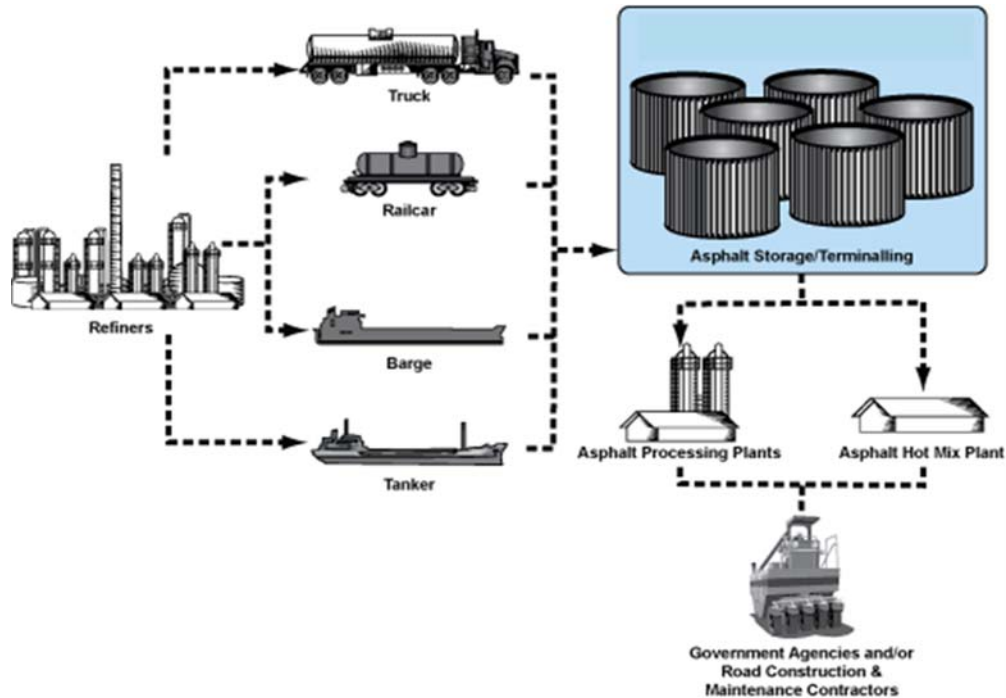 Truck
Railcar
Refiners
Barge
Tanker
Asphalt Storage/Terminalling
Asphalt Processing Plants
Asphalt Hot Mix Plant
Government Agencies and/or
Road Construction &
Maintenance Contractors